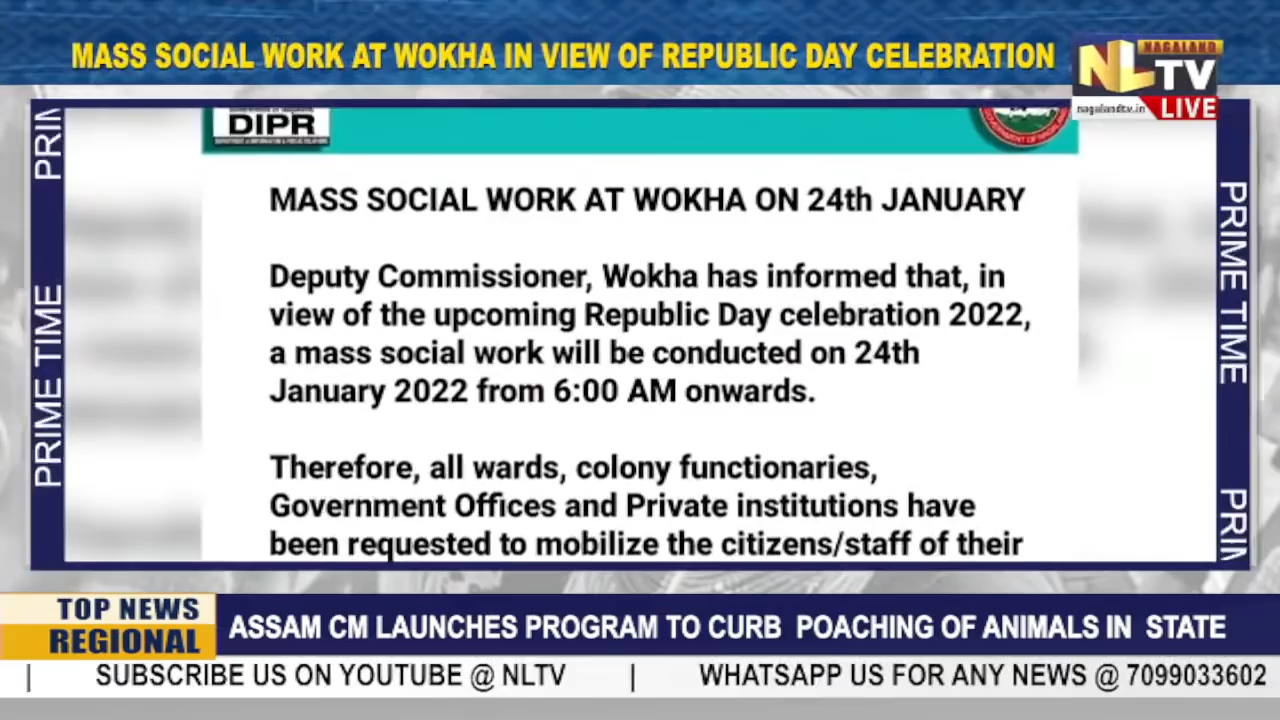 MASS SOCIAL WORK AT WOKHA IN VIEW OF REPUBLIC DAY CELEBRATION
NAGALAND
NLTV
nagalandtv.in
LIVE
PRIME TIME
PRIN
DIPR
MASS SOCIAL WORK AT WOKHA ON 24th JANUARY
Deputy Commissioner, Wokha has informed that, in
view of the upcoming Republic Day celebration 2022,
a mass social work will be conducted on 24th
January 2022 from 6:00 AM onwards.
Therefore, all wards, colony functionaries,
Government Offices and Private institutions have
been requested to mobilize the citizens/staff of their
PRIME TIME
PRIN
TOP NEWS
REGIONAL
ASSAM CM LAUNCHES PROGRAM TO CURB POACHING OF ANIMALS IN STATE
| SUBSCRIBE US ON YOUTUBE @ NLTV | WHATSAPP US FOR ANY NEWS @ 7099033602